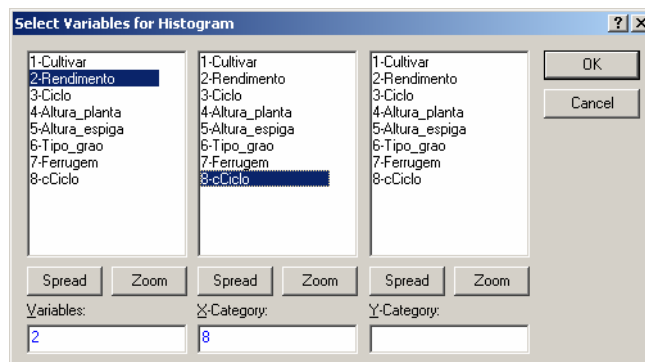 Select Variables for Histogram
1-Cultivar
2-Rendimento
3-Ciclo
4-Altura_planta
5-Altura_espiga
6-Tipo_grao
7-Ferrugem
8-cCiclo
1-Cultivar
2-Rendimento
3-Ciclo
4-Altura_planta
5-Altura_espiga
6-Tipo_grao
7-Ferrugem
8-cCiclo
1-Cultivar
2-Rendimento
3-Ciclo
4-Altura_planta
5-Altura_espiga
6-Tipo_grao
7-Ferrugem
8-cCiclo
OK
Cancel
Spread Zoom Spread Zoom Spread Zoom
Variables: X-Category: Y-Category:
2 8